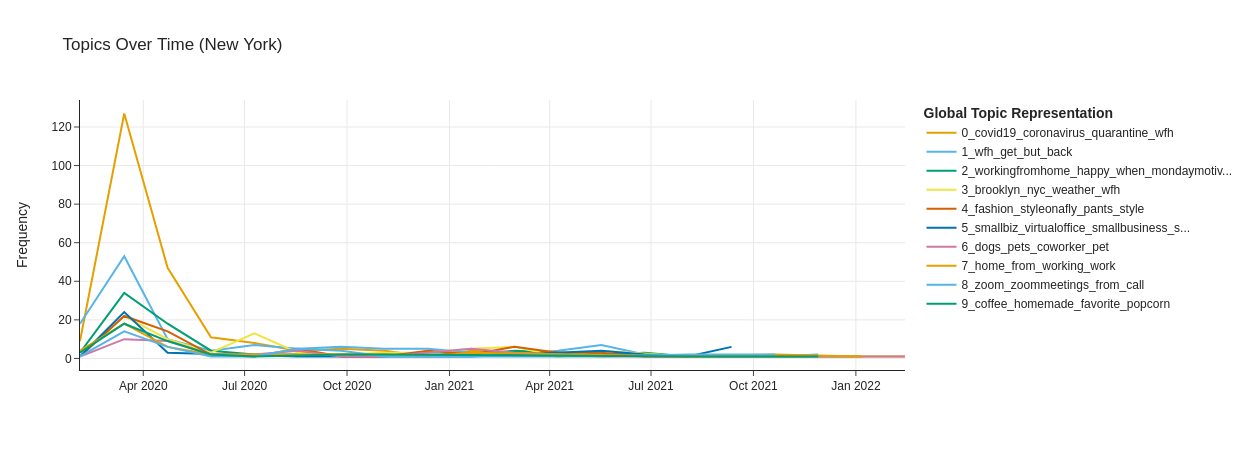 Topics Over Time (New York)
Global Topic Representation
0_covid19_coronavirus_quarantine_wfh
1_wfh_get_but_back
2_workingfromhome_happy_when_mondaymotiv...
3_brooklyn_nyc_weather_wfh
4_fashion_styleonafly_pants_style
5_smallbiz_virtualoffice_smallbusiness_s...
6_dogs_pets_coworker_pet
7_home_from_working_work
8_zoom_zoommeetings_from_call
9_coffee_homemade_favorite_popcorn
Frequency
120
100
80
60
40
20
0
Apr 2020 Jul 2020 Oct 2020 Jan 2021 Apr 2021 Jul 2021 Oct 2021 Jan 2022